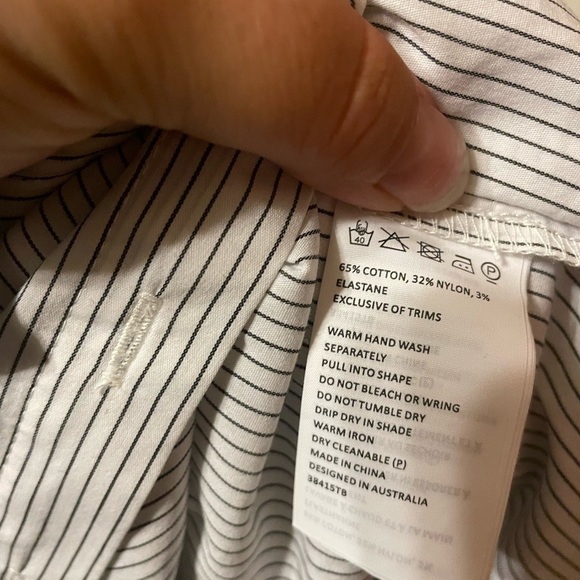 40
P
65% COTTON, 32% NYLON, 3%
ELASTANE
EXCLUSIVE OF TRIMS
WARM HAND WASH
SEPARATELY
PULL INTO SHAPE
DO NOT BLEACH OR WRING
DO NOT TUMBLE DRY
DRIP DRY IN SHADE
WARM IRON
DRY CLEANABLE (P)
MADE IN CHINA
DESIGNED IN AUSTRALIA
38415TB